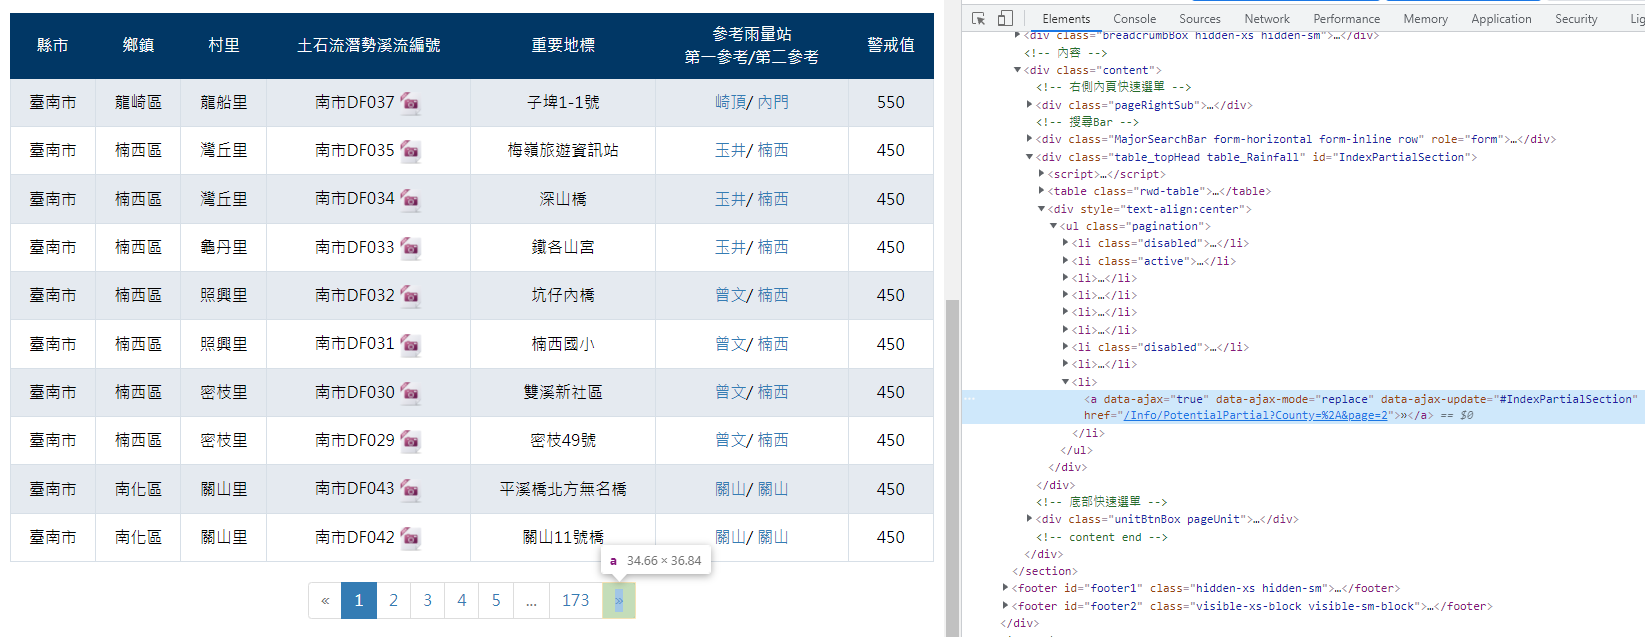 縣市 鄉鎮 村里 土石流潛勢溪流編號 重要地標 參考雨量站 警戒值
第一參考/第二參考
臺南市 龍崎區 龍船里 南市DF037 子埤1-1號 崎頂/ 內門 550
臺南市 楠西區 灣丘里 南市DF035 梅嶺旅遊資訊站 玉井/ 楠西 450
臺南市 楠西區 灣丘里 南市DF034 深山橋 玉井/ 楠西 450
臺南市 楠西區 龜丹里 南市DF033 鐵各山宮 玉井/ 楠西 450
臺南市 楠西區 照興里 南市DF032 坑仔內橋 曾文/ 楠西 450
臺南市 楠西區 照興里 南市DF031 楠西國小 曾文/ 楠西 450
臺南市 楠西區 密枝里 南市DF030 雙溪新社區 曾文/ 楠西 450
臺南市 楠西區 密枝里 南市DF029 密枝49號 曾文/ 楠西 450
臺南市 南化區 關山里 南市DF043 平溪橋北方無名橋 關山/ 關山 450
臺南市 南化區 關山里 南市DF042 關山11號橋 關山/ 關山 450
a 34.66 × 36.84
« 1 2 3 4 5 ... 173 »
Elements Console Sources Network Performance Memory Application Security Lig
<div class="breadcrumbBox hidden-xs hidden-sm">…</div>
<!-- 內容 -->
<div class="content">
<!-- 右側內頁快速選單 -->
<div class="pageRightSub">…</div>
<!-- 搜尋Bar -->
<div class="MajorSearchBar form-horizontal form-inline row" role="form">…</div>
<div class="table_topHead table_Rainfall" id="IndexPartialSection">
<script>…</script>
<table class="rwd-table">…</table>
<div style="text-align:center">
<ul class="pagination">
<li class="disabled">…</li>
<li class="active">…</li>
<li>…</li>
<li>…</li>
<li>…</li>
<li>…</li>
<li class="disabled">…</li>
<li>…</li>
<li>
<a data-ajax="true" data-ajax-mode="replace" data-ajax-update="#IndexPartialSection"
href="/Info/PotentialPartial?County=%2A&page=2">»</a> == $0
</li>
</ul>
</div>
</div>
<!-- 底部快速選單 -->
<div class="unitBtnBox pageUnit">…</div>
<!-- content end -->
</div>
</section>
<footer id="footer1" class="hidden-xs hidden-sm">…</footer>
<footer id="footer2" class="visible-xs-block visible-sm-block">…</footer>
</div>